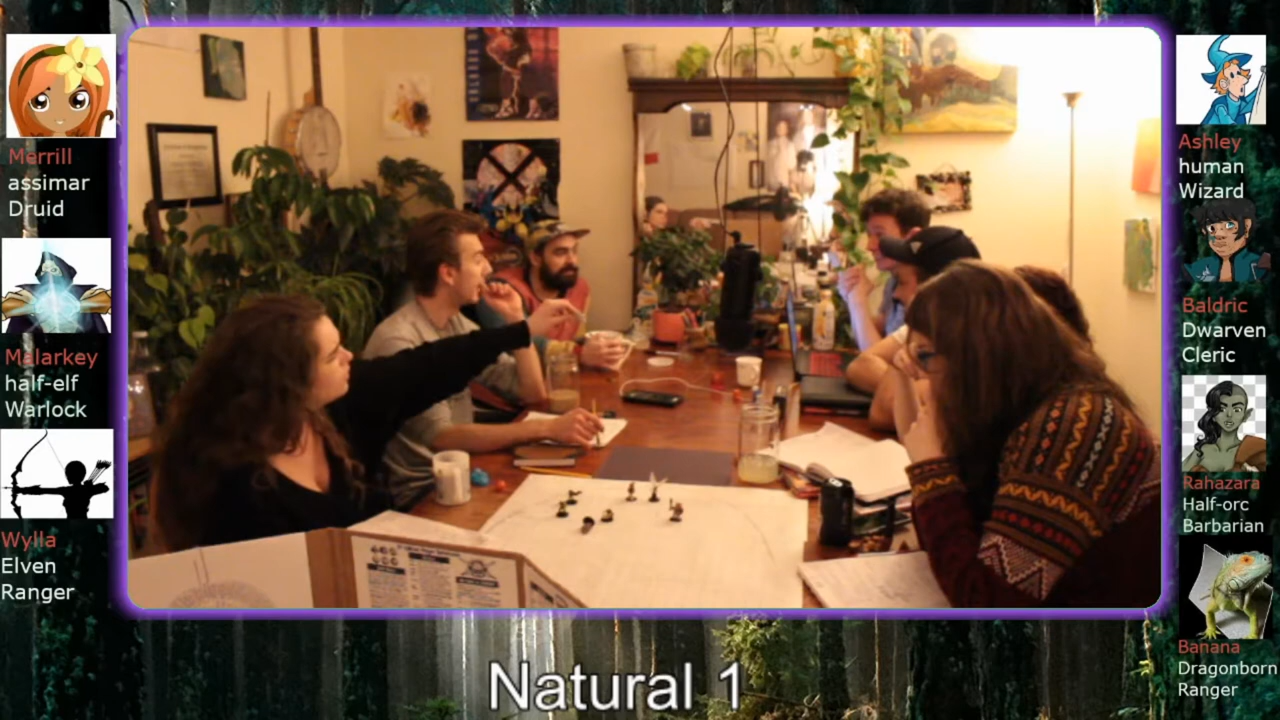 Merrill
assimar
Druid
Malarkey
half-elf
Warlock
Wylla
Elven
Ranger
Ashley
human
Wizard
Baldric
Dwarven
Cleric
Rahazara
Half-orc
Barbarian
Banana
Dragonborn
Ranger
Natural 1